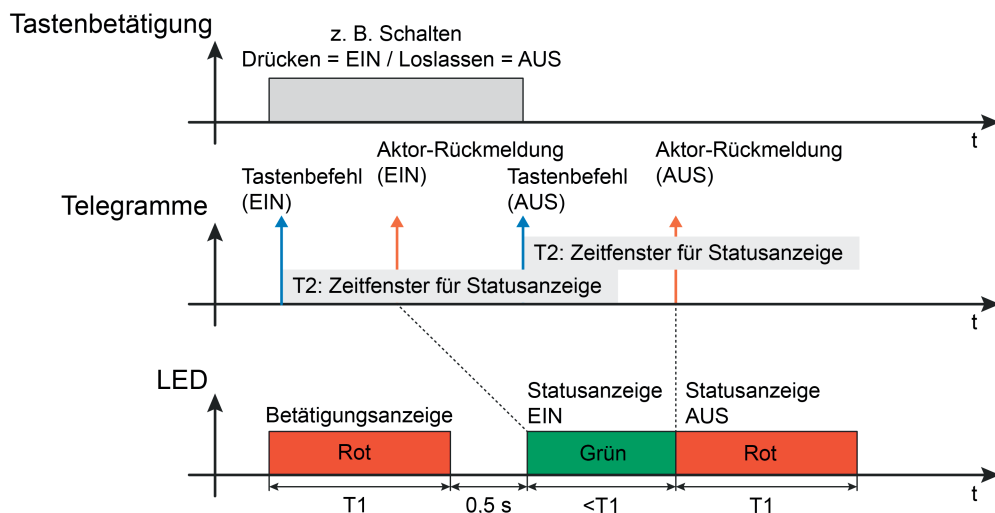 Tastenbetätigung
z. B. Schalten
Drücken = EIN / Loslassen = AUS
t
Telegramme
Tastenbefehl
(EIN)
Aktor-Rückmeldung
(EIN)
Tastenbefehl
(AUS)
Aktor-Rückmeldung
(AUS)
T2: Zeitfenster für Statusanzeige
T2: Zeitfenster für Statusanzeige
t
LED
Betätigungsanzeige
Statusanzeige
EIN
Statusanzeige
AUS
Rot
Grün
Rot
t
T1
0.5 s
<T1
T1